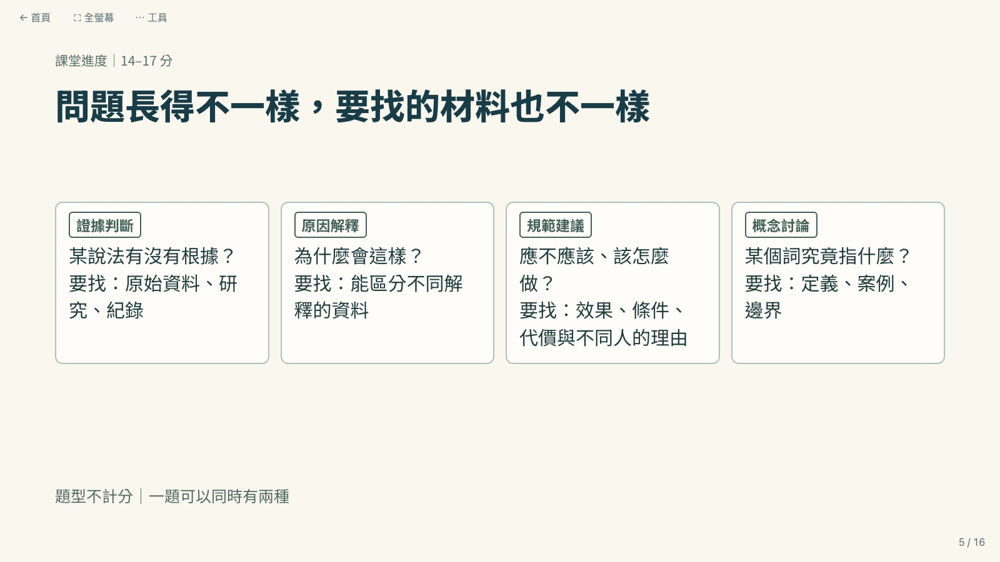 ← 首頁
⛶ 全螢幕
⋯ 工具
課堂進度｜14–17 分
問題長得不一樣，要找的材料也不一樣
證據判斷
某說法有沒有根據？
要找：原始資料、研
究、紀錄
原因解釋
為什麼會這樣？
要找：能區分不同解
釋的資料
規範建議
應不應該、該怎麼
做？
要找：效果、條件、
代價與不同人的理由
概念討論
某個詞究竟指什麼？
要找：定義、案例、
邊界
題型不計分｜一題可以同時有兩種
5 / 16